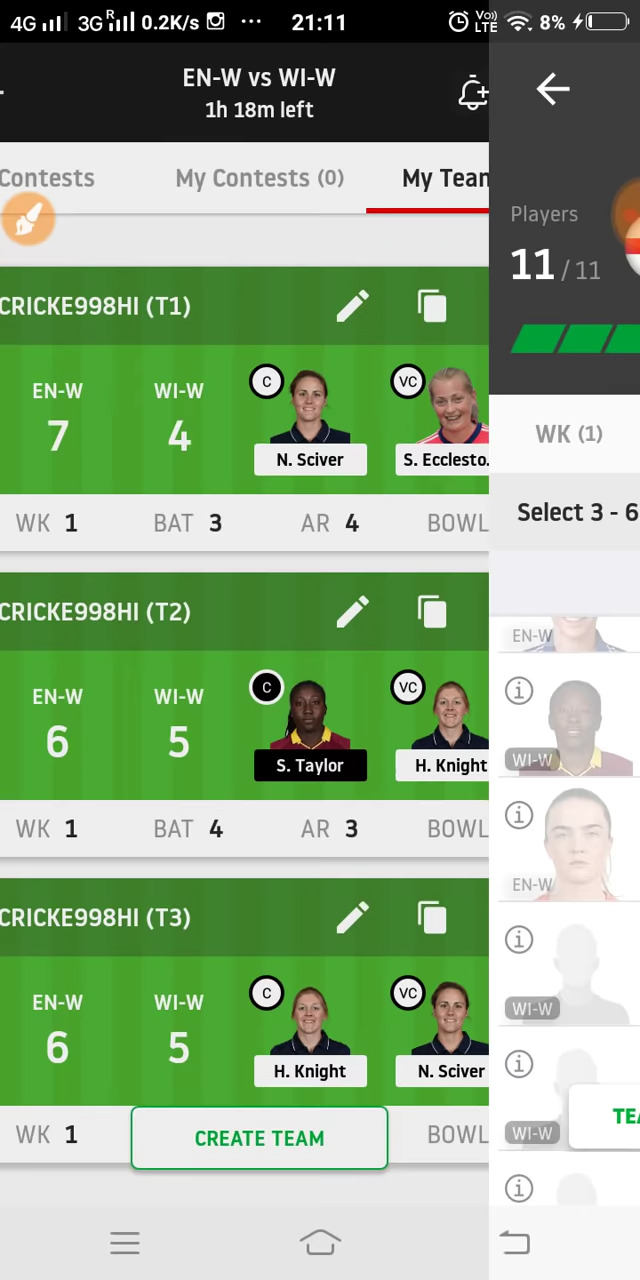 4G 3G R 0.2K/s ... 21:11 Vo) LTE 8%
EN-W vs WI-W
1h 18m left
Contests My Contests (0) My Team
Players
11 / 11
WK (1)
Select 3 - 6
EN-W
WI-W
EN-W
WI-W
WI-W
CRICKE998HI (T1)
EN-W WI-W C VC
7 4
N. Sciver S. Ecclesto.
WK 1 BAT 3 AR 4 BOWL
CRICKE998HI (T2)
EN-W WI-W C VC
6 5
S. Taylor H. Knight
WK 1 BAT 4 AR 3 BOWL
CRICKE998HI (T3)
EN-W WI-W C VC
6 5
H. Knight N. Sciver
WK 1 BOWL
CREATE TEAM
TEA